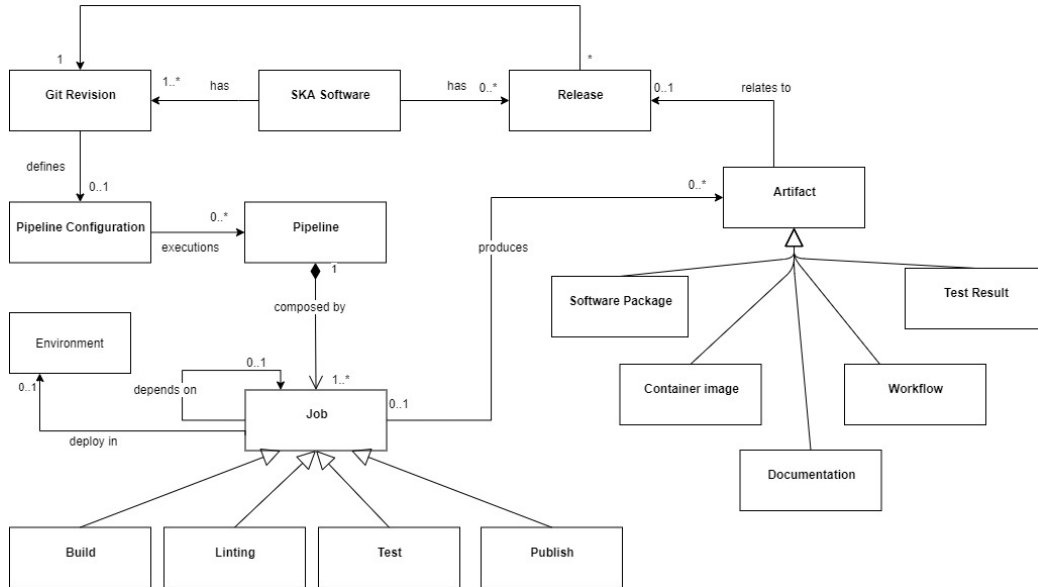 1
*
1..*
has
has
0..*
0..1
relates to
Git Revision
SKA Software
Release
defines
0..1
0..*
0..*
Artifact
Pipeline Configuration
executions
Pipeline
produces
1
Software Package
Test Result
composed by
Environment
0..1
0..1
depends on
1..*
0..1
Container image
Workflow
Job
deploy in
Documentation
Build
Linting
Test
Publish